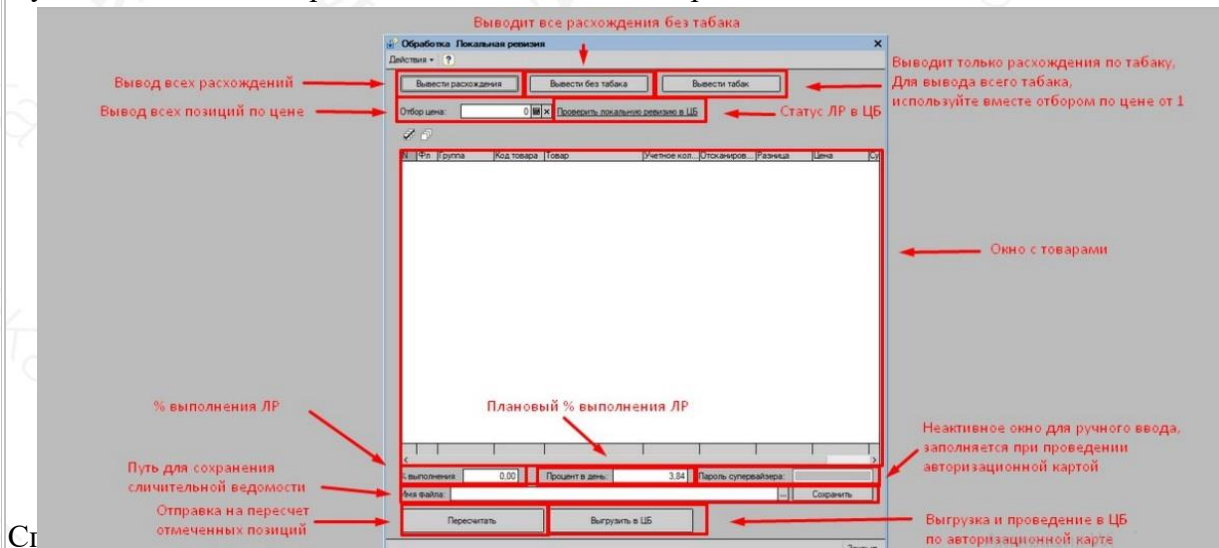 Выводит все расхождения без табака
Обработка Локальная ревизия
Действия
Вывод всех расхождений
Вывести расхождения
Вывести без табака
Вывести табак
Выводит только расхождения по табаку,
Для вывода всего табака,
используйте вместе отбором по цене от 1
Вывод всех позиций по цене
Отбор цена: 0
Проверить локальную ревизию в ЦБ
Статус ЛР в ЦБ
N Фл Группа Код товара Товар Учетное кол... Отсканиров... Разница Цена Су
Окно с товарами
% выполнения ЛР
Плановый % выполнения ЛР
Неактивное окно для ручного ввода,
заполняется при проведении
авторизационной картой
% выполнения 0,00
Процент в день: 3,84
Пароль супервайзера:
Путь для сохранения
сличительной ведомости
Имя файла:
...
Сохранить
Отправка на пересчет
отмеченных позиций
Пересчитать
Выгрузить в ЦБ
Выгрузка и проведение в ЦБ
по авторизационной карте